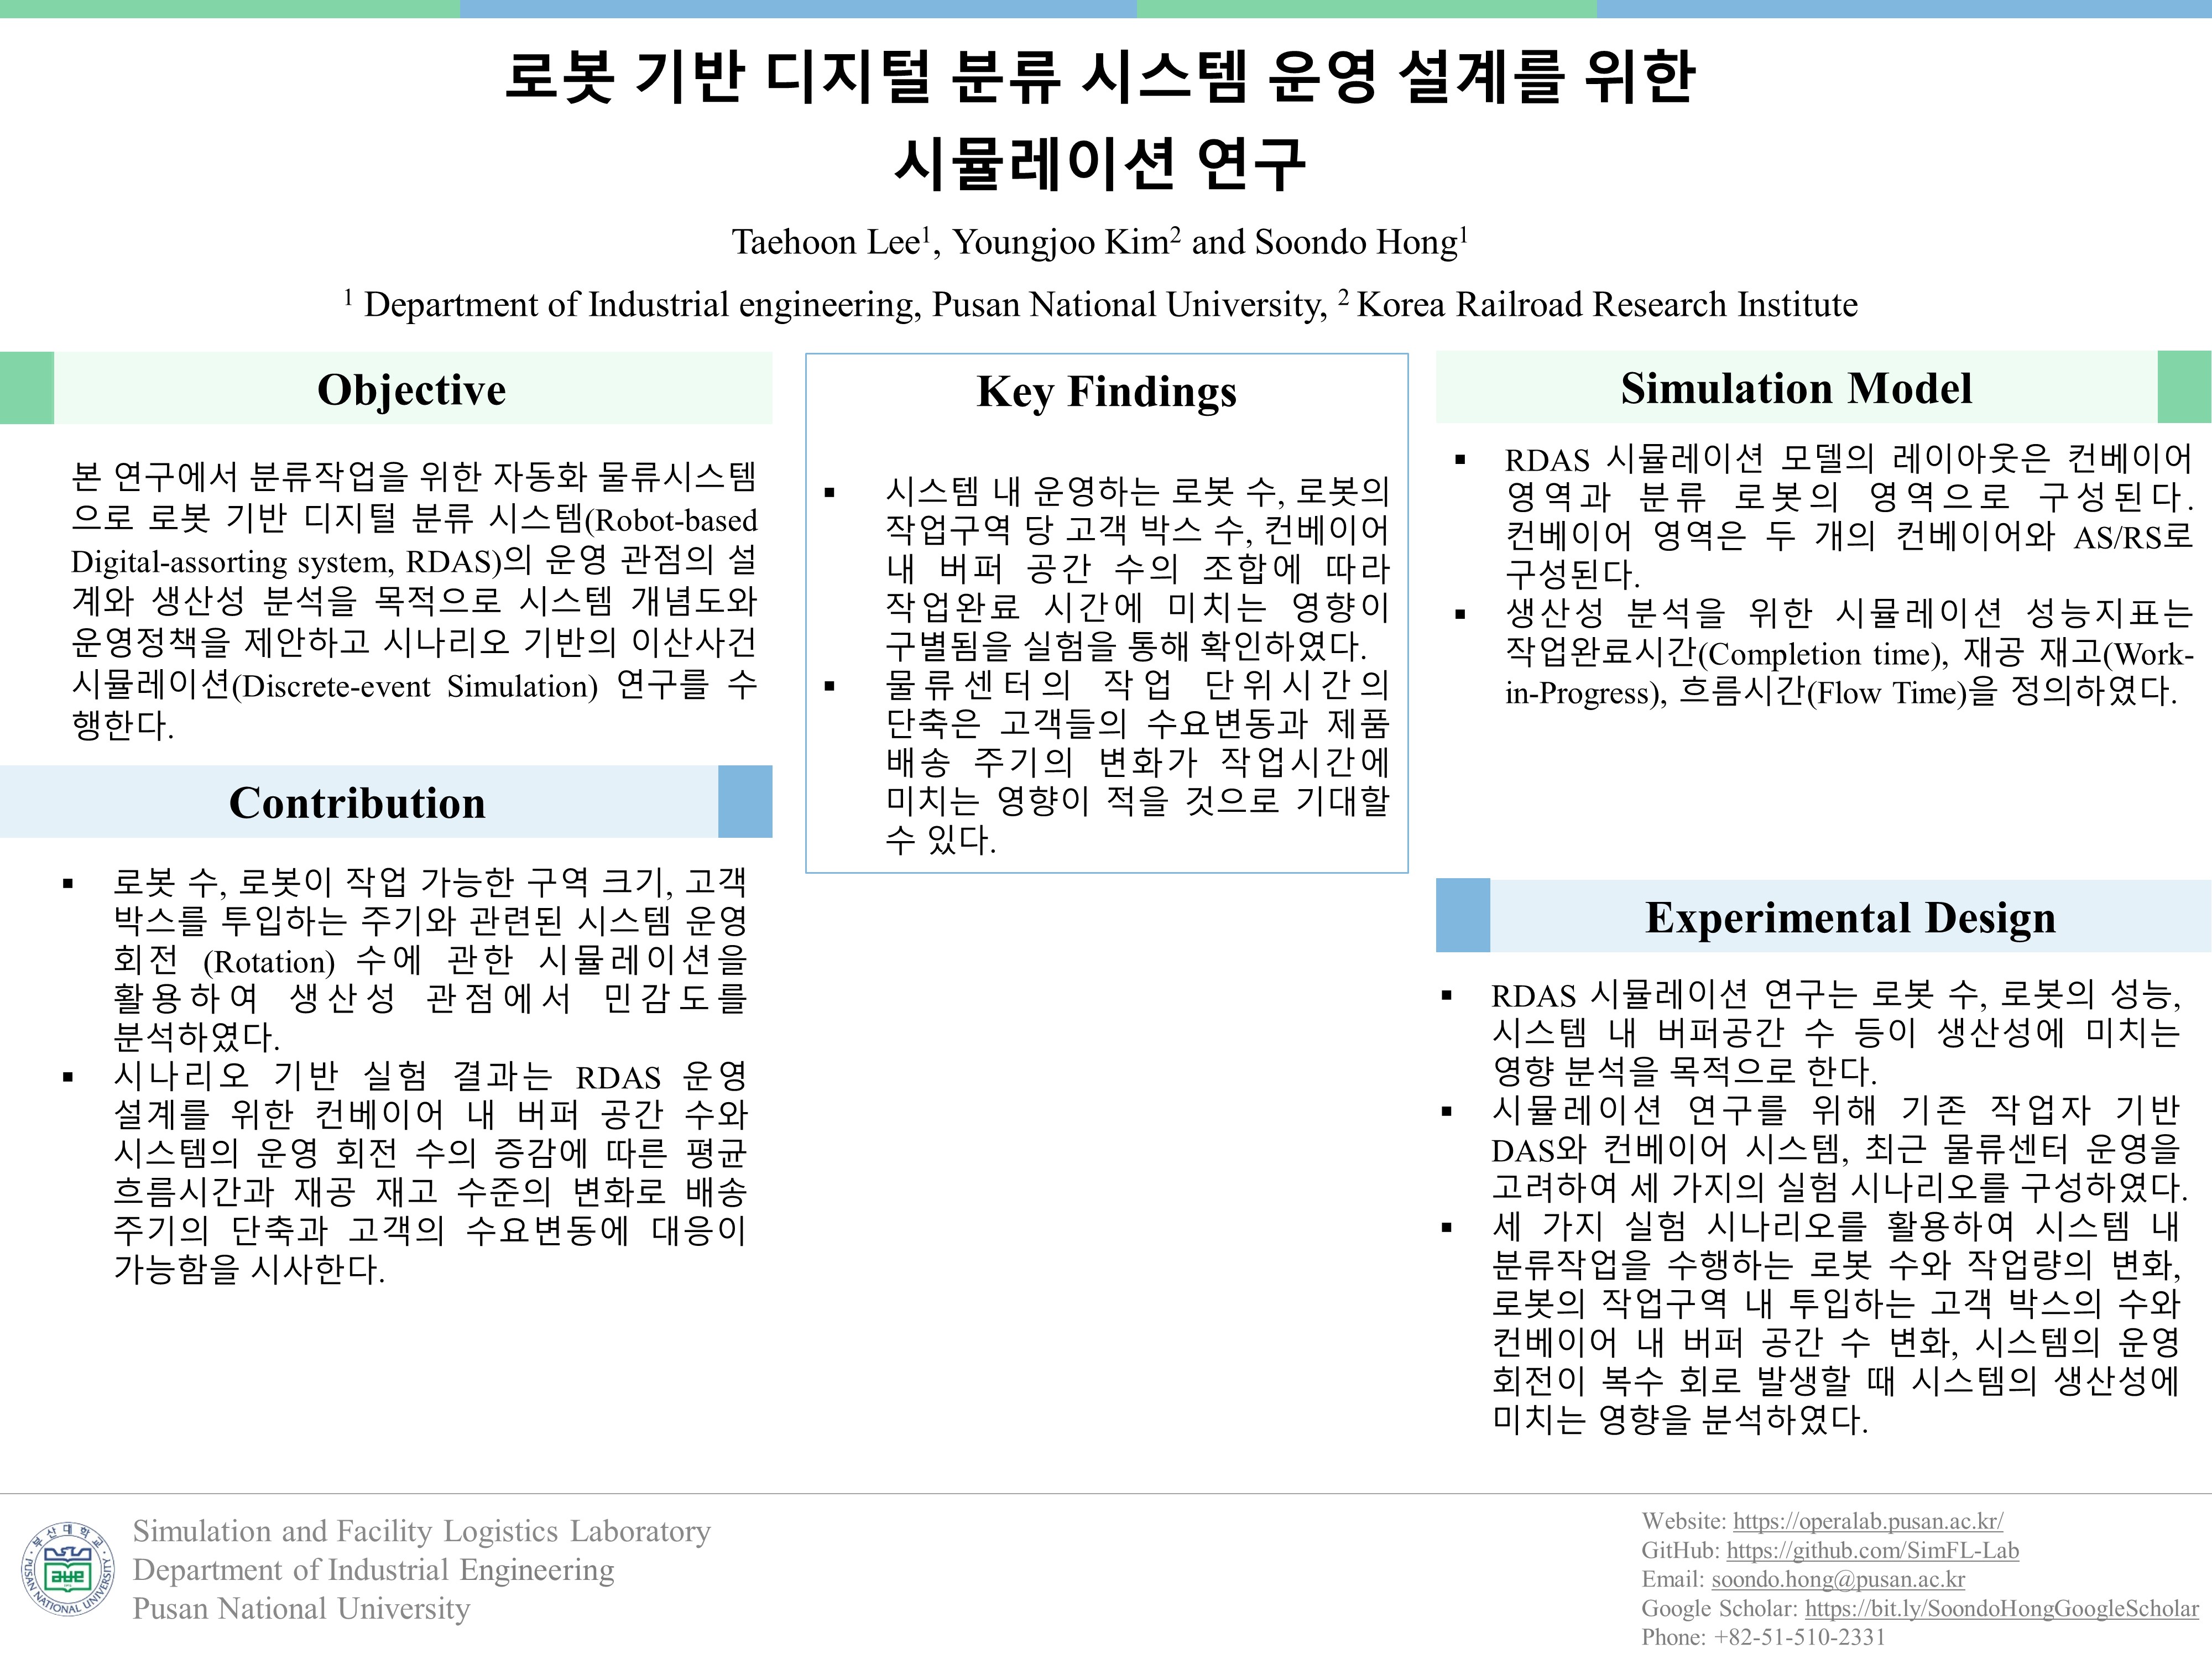 로봇 기반 디지털 분류 시스템 운영 설계를 위한
시뮬레이션 연구
Taehoon Lee¹, Youngjoo Kim² and Soondo Hong¹
¹ Department of Industrial engineering, Pusan National University, ² Korea Railroad Research Institute
Objective
본 연구에서 분류작업을 위한 자동화 물류시스템
으로 로봇 기반 디지털 분류 시스템(Robot-based
Digital-assorting system, RDAS)의 운영 관점의 설
계와 생산성 분석을 목적으로 시스템 개념도와
운영정책을 제안하고 시나리오 기반의 이산사건
시뮬레이션(Discrete-event Simulation) 연구를 수
행한다.
Contribution
▪ 로봇 수, 로봇이 작업 가능한 구역 크기, 고객
박스를 투입하는 주기와 관련된 시스템 운영
회전 (Rotation) 수에 관한 시뮬레이션을
활용하여 생산성 관점에서 민감도를
분석하였다.
▪ 시나리오 기반 실험 결과는 RDAS 운영
설계를 위한 컨베이어 내 버퍼 공간 수와
시스템의 운영 회전 수의 증감에 따른 평균
흐름시간과 재공 재고 수준의 변화로 배송
주기의 단축과 고객의 수요변동에 대응이
가능함을 시사한다.
Key Findings
▪ 시스템 내 운영하는 로봇 수, 로봇의
작업구역 당 고객 박스 수, 컨베이어
내 버퍼 공간 수의 조합에 따라
작업완료 시간에 미치는 영향이
구별됨을 실험을 통해 확인하였다.
▪ 물류센터의 작업 단위시간의
단축은 고객들의 수요변동과 제품
배송 주기의 변화가 작업시간에
미치는 영향이 적을 것으로 기대할
수 있다.
Simulation Model
▪ RDAS 시뮬레이션 모델의 레이아웃은 컨베이어
영역과 분류 로봇의 영역으로 구성된다.
컨베이어 영역은 두 개의 컨베이어와 AS/RS로
구성된다.
▪ 생산성 분석을 위한 시뮬레이션 성능지표는
작업완료시간(Completion time), 재공 재고(Work-
in-Progress), 흐름시간(Flow Time)을 정의하였다.
Experimental Design
▪ RDAS 시뮬레이션 연구는 로봇 수, 로봇의 성능,
시스템 내 버퍼공간 수 등이 생산성에 미치는
영향 분석을 목적으로 한다.
▪ 시뮬레이션 연구를 위해 기존 작업자 기반
DAS와 컨베이어 시스템, 최근 물류센터 운영을
고려하여 세 가지의 실험 시나리오를 구성하였다.
▪ 세 가지 실험 시나리오를 활용하여 시스템 내
분류작업을 수행하는 로봇 수와 작업량의 변화,
로봇의 작업구역 내 투입하는 고객 박스의 수와
컨베이어 내 버퍼 공간 수 변화, 시스템의 운영
회전이 복수 회로 발생할 때 시스템의 생산성에
미치는 영향을 분석하였다.
부산대학교
PUSAN NATIONAL UNIVERSITY
Simulation and Facility Logistics Laboratory
Department of Industrial Engineering
Pusan National University
Website: https://operalab.pusan.ac.kr/
GitHub: https://github.com/SimFL-Lab
Email: soondo.hong@pusan.ac.kr
Google Scholar: https://bit.ly/SoondoHongGoogleScholar
Phone: +82-51-510-2331